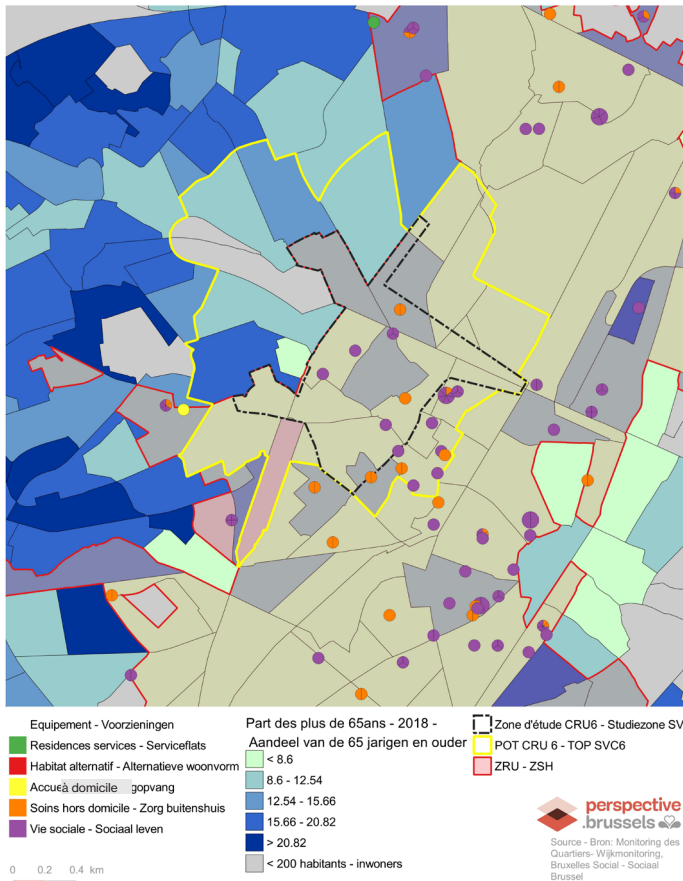 Equipement - Voorzieningen
Residences services - Serviceflats
Habitat alternatif - Alternatieve woonvorm
Accue à domicile gopvang
Soins hors domicile - Zorg buitenshuis
Vie sociale - Sociaal leven
0 0.2 0.4 km
Part des plus de 65ans - 2018 -
Aandeel van de 65 jarigen en ouder
< 8.6
8.6 - 12.54
12.54 - 15.66
15.66 - 20.82
> 20.82
< 200 habitants - inwoners
Zone d'étude CRU6 - Studiezone SV
POT CRU 6 - TOP SVC6
ZRU - ZSH
perspective
.brussels
Source - Bron: Monitoring des
Quartiers- Wijkmonitoring,
Bruxelles Social - Sociaal
Brussel